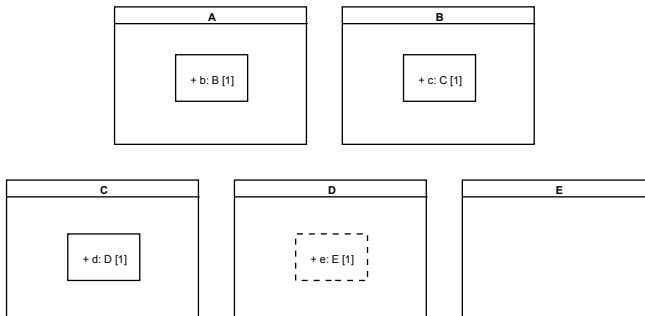 A
B
+ b: B [1]
+ c: C [1]
C
D
E
+ d: D [1]
+ e: E [1]